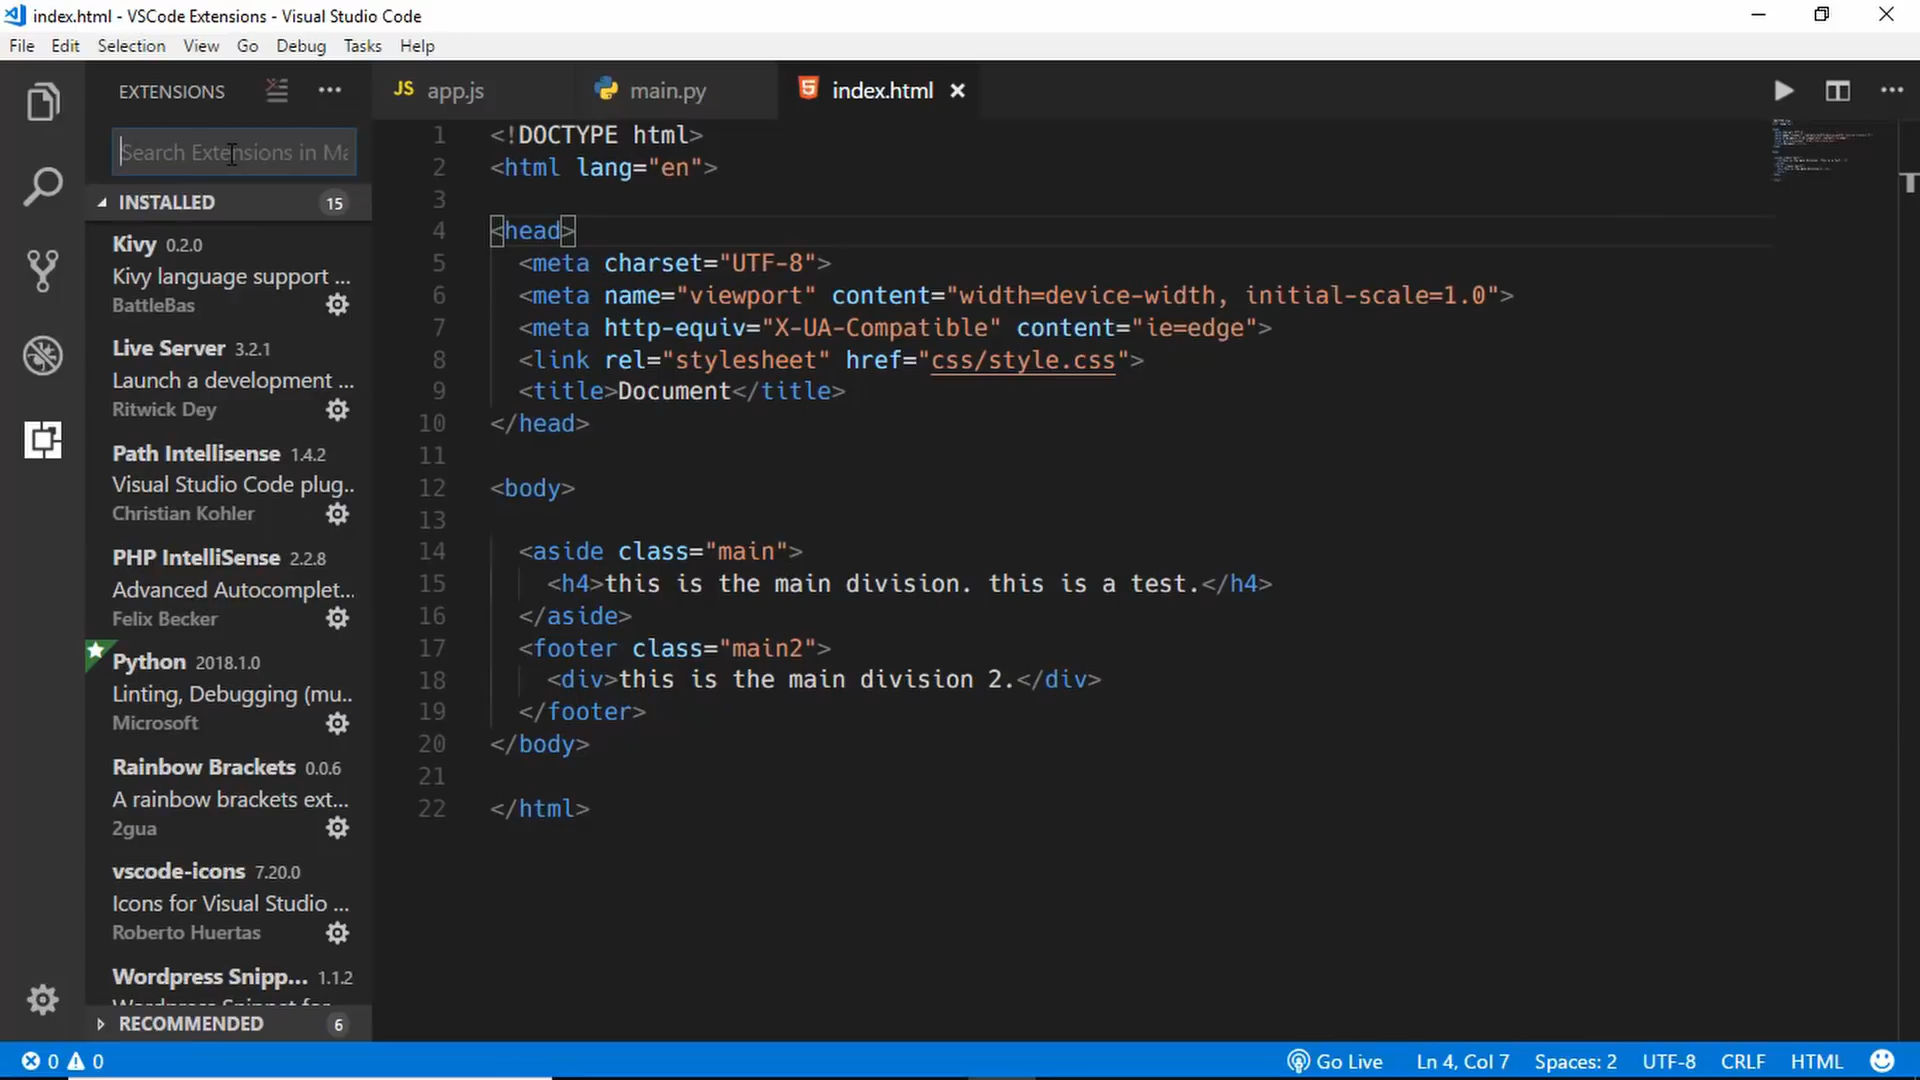 index.html - VSCode Extensions - Visual Studio Code
File Edit Selection View Go Debug Tasks Help
EXTENSIONS
Search Extensions in Ma
INSTALLED 15
Kivy 0.2.0
Kivy language support ...
BattleBas
Live Server 3.2.1
Launch a development ...
Ritwick Dey
Path Intellisense 1.4.2
Visual Studio Code plug...
Christian Kohler
PHP IntelliSense 2.2.8
Advanced Autocomplet...
Felix Becker
Python 2018.1.0
Linting, Debugging (mu...
Microsoft
Rainbow Brackets 0.0.6
A rainbow brackets ext...
2gua
vscode-icons 7.20.0
Icons for Visual Studio ...
Roberto Huertas
Wordpress Snipp... 1.1.2
Wordpress Snippet for
RECOMMENDED 6
JS app.js main.py index.html
1 <!DOCTYPE html>
2 <html lang="en">
3
4 <head>
5 <meta charset="UTF-8">
6 <meta name="viewport" content="width=device-width, initial-scale=1.0">
7 <meta http-equiv="X-UA-Compatible" content="ie=edge">
8 <link rel="stylesheet" href="css/style.css">
9 <title>Document</title>
10 </head>
11
12 <body>
13
14 <aside class="main">
15 <h4>this is the main division. this is a test.</h4>
16 </aside>
17 <footer class="main2">
18 <div>this is the main division 2.</div>
19 </footer>
20 </body>
21
22 </html>
0 0 Go Live Ln 4, Col 7 Spaces: 2 UTF-8 CRLF HTML